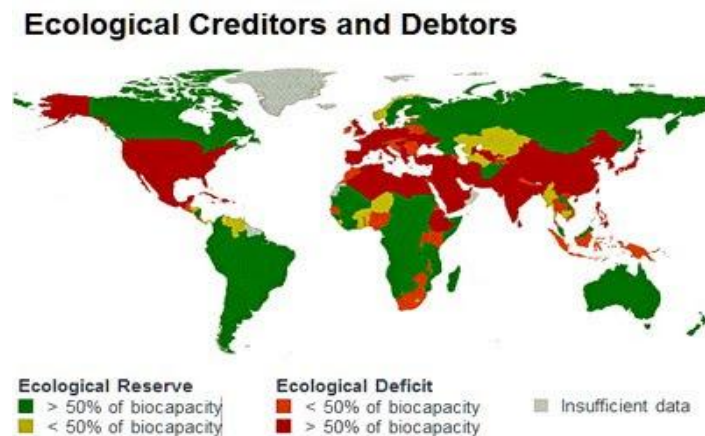 Ecological Creditors and Debtors
Ecological Reserve
> 50% of biocapacity
< 50% of biocapacity
Ecological Deficit
< 50% of biocapacity
> 50% of biocapacity
Insufficient data